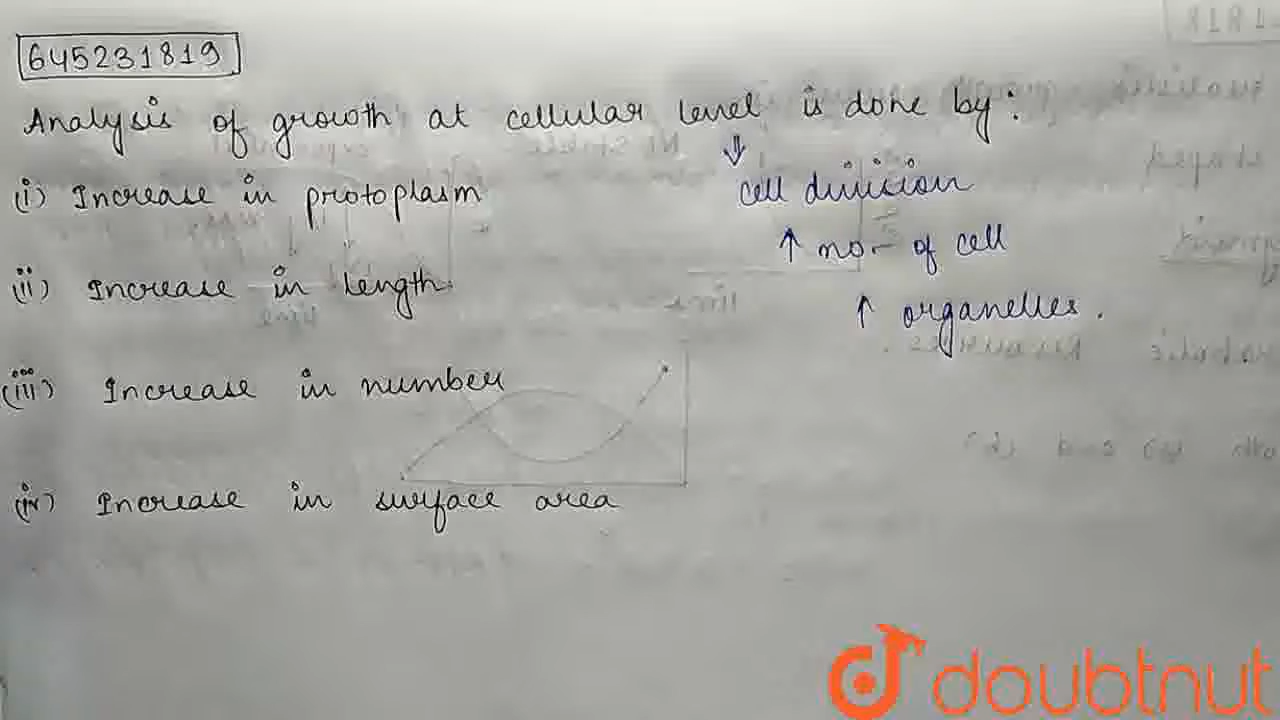 645231819
Analysis of growth at cellular level is done by:
(i) Increase in protoplasm
(ii) Increase in length
(iii) Increase in number
(iv) Increase in surface area
⇓
cell division
↑ no. of cell
↑ organelles.
doubtnut